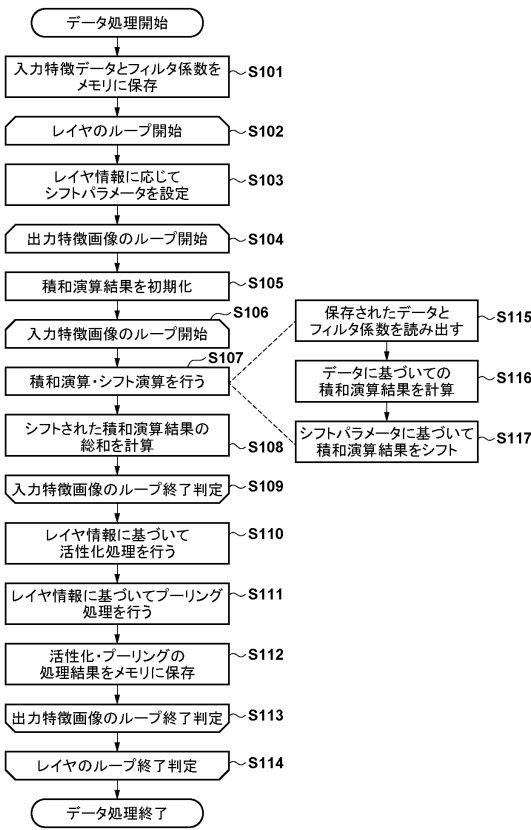 データ処理開始
入力特徴データとフィルタ係数を
メモリに保存
S101
レイヤのループ開始
S102
レイヤ情報に応じて
シフトパラメータを設定
S103
出力特徴画像のループ開始
S104
積和演算結果を初期化
S105
S106
入力特徴画像のループ開始
S107
積和演算・シフト演算を行う
シフトされた積和演算結果の
総和を計算
S108
入力特徴画像のループ終了判定
S109
レイヤ情報に基づいて
活性化処理を行う
S110
レイヤ情報に基づいてプーリング
処理を行う
S111
活性化・プーリングの
処理結果をメモリに保存
S112
出力特徴画像のループ終了判定
S113
レイヤのループ終了判定
S114
データ処理終了
保存されたデータと
フィルタ係数を読み出す
S115
データに基づいての
積和演算結果を計算
S116
シフトパラメータに基づいて
積和演算結果をシフト
S117